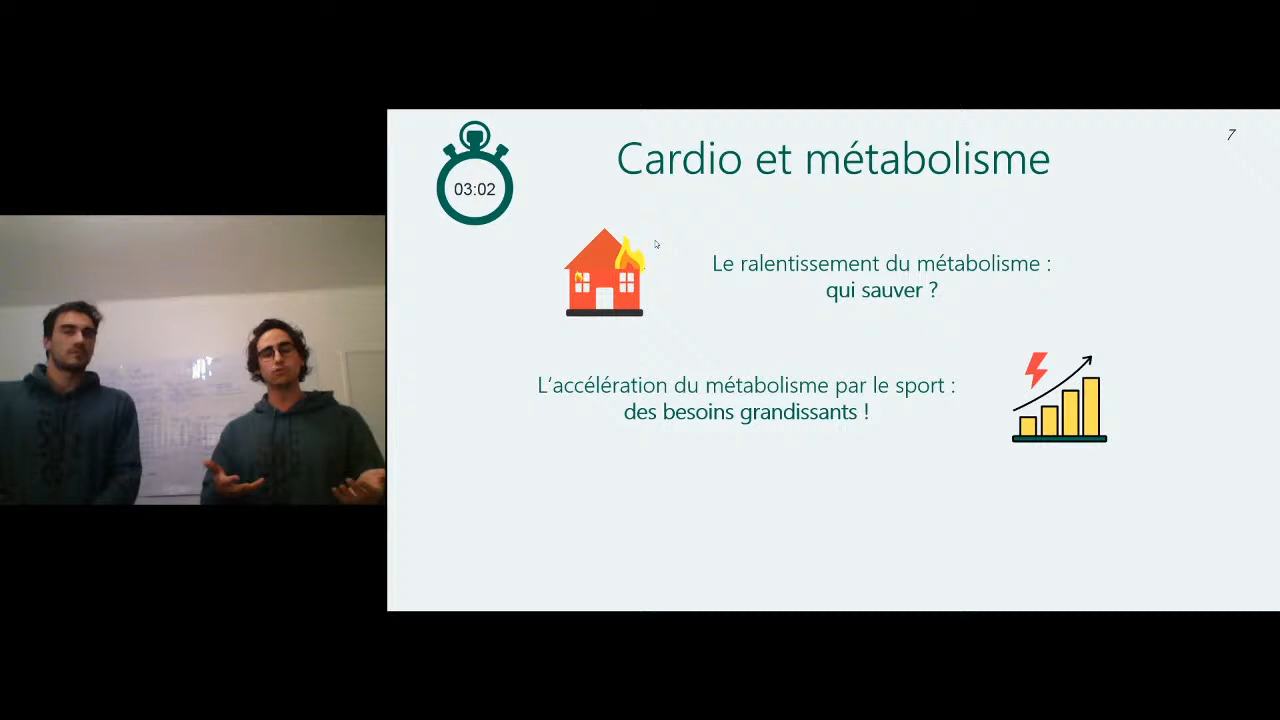 7
Cardio et métabolisme
03:02
Le ralentissement du métabolisme :
qui sauver ?
L'accélération du métabolisme par le sport :
des besoins grandissants !